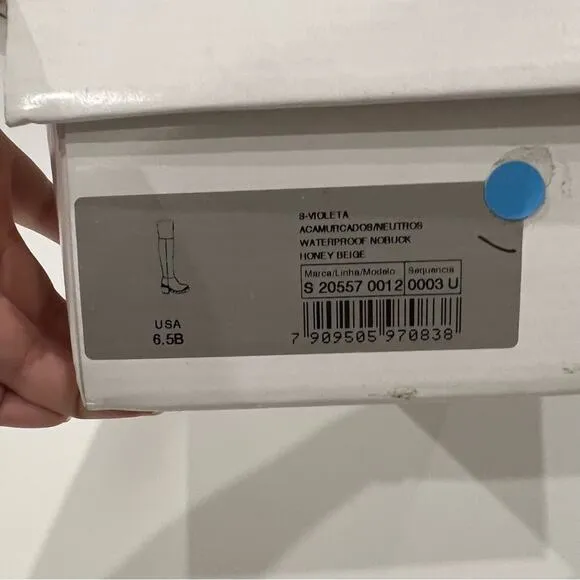 S-VIOLETA
ACAMURCADOS/NEUTROS
WATERPROOF NOBUCK
HONEY BEIGE
Marca/Linha/Modelo Sequencia
S 20557 0012 0003 U
USA
6.5B
7 909505 970838